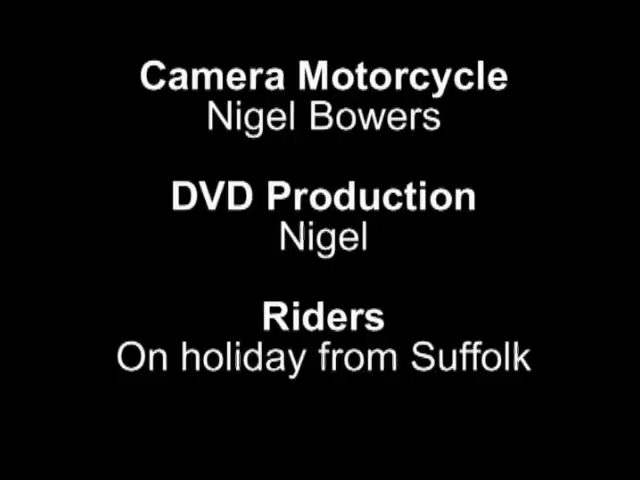 Camera Motorcycle
Nigel Bowers
DVD Production
Nigel
Riders
On holiday from Suffolk